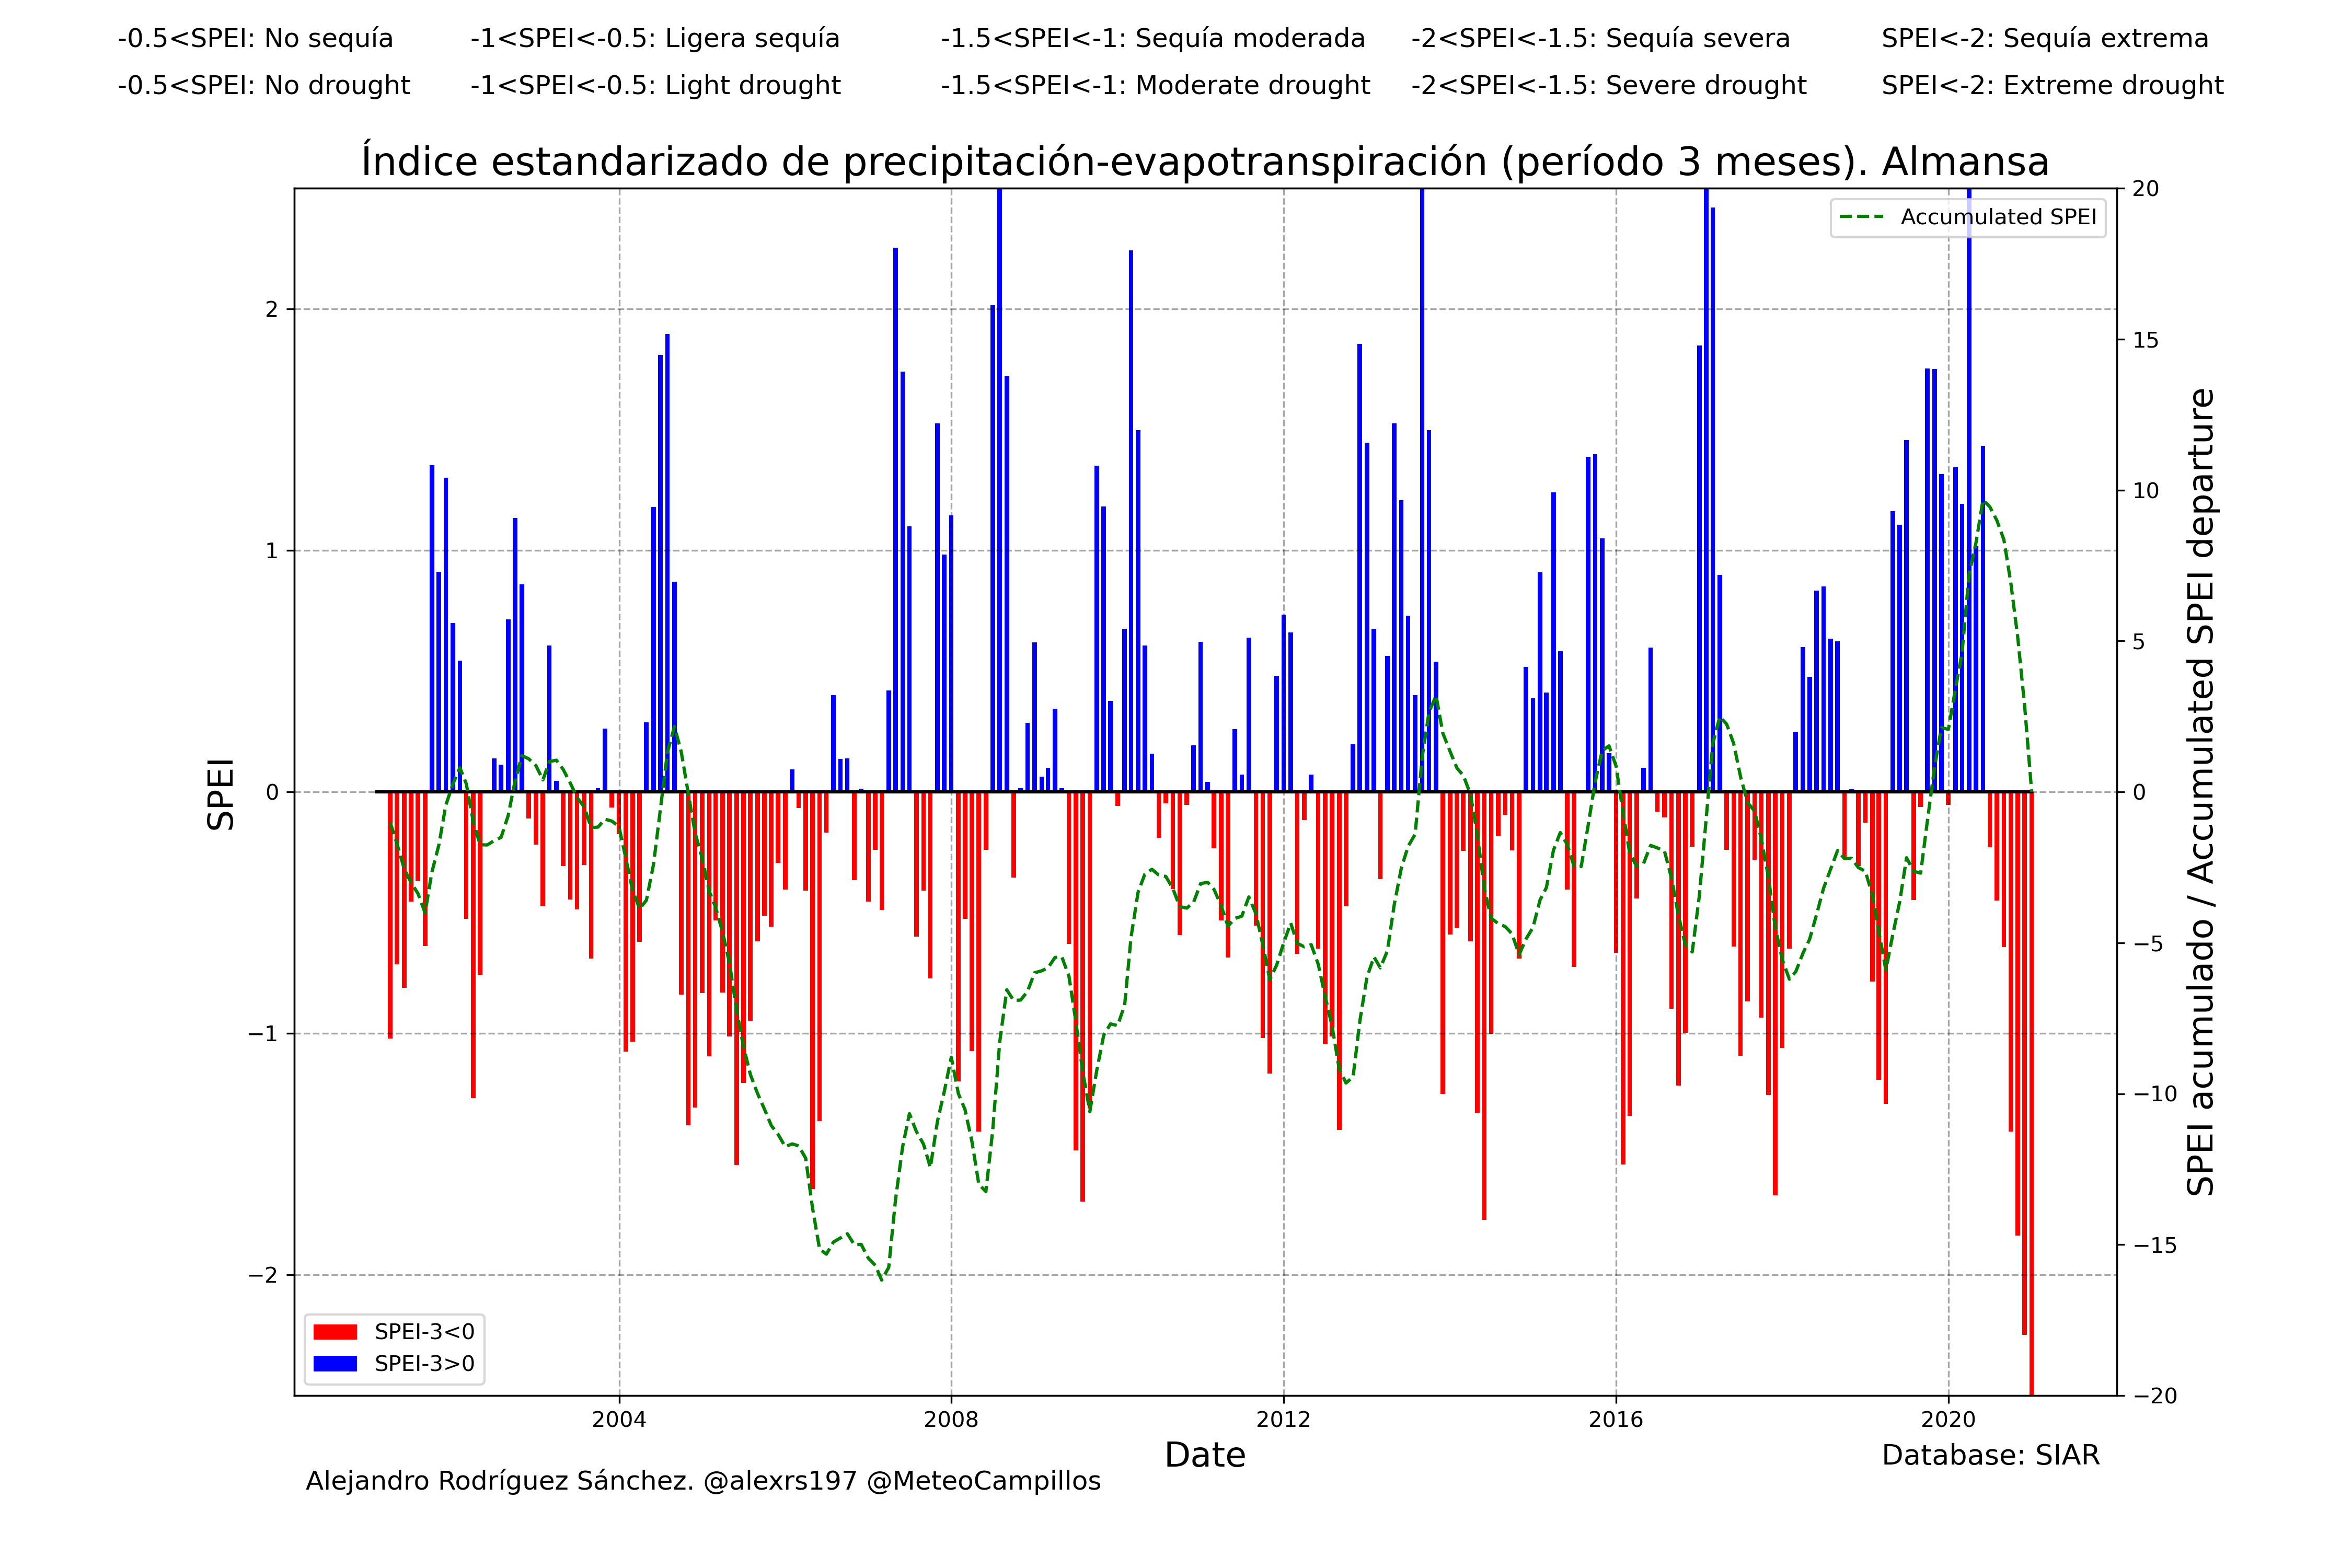 -0.5<SPEI: No sequía -1<SPEI<-0.5: Ligera sequía -1.5<SPEI<-1: Sequía moderada -2<SPEI<-1.5: Sequía severa SPEI<-2: Sequía extrema
-0.5<SPEI: No drought -1<SPEI<-0.5: Light drought -1.5<SPEI<-1: Moderate drought -2<SPEI<-1.5: Severe drought SPEI<-2: Extreme drought
Índice estandarizado de precipitación-evapotranspiración (período 3 meses). Almansa
Accumulated SPEI
SPEI
2
1
0
−1
−2
20
15
10
5
0
−5
−10
−15
−20
SPEI acumulado / Accumulated SPEI departure
SPEI-3<0
SPEI-3>0
2004 2008 2012 2016 2020
Date
Database: SIAR
Alejandro Rodríguez Sánchez. @alexrs197 @MeteoCampillos